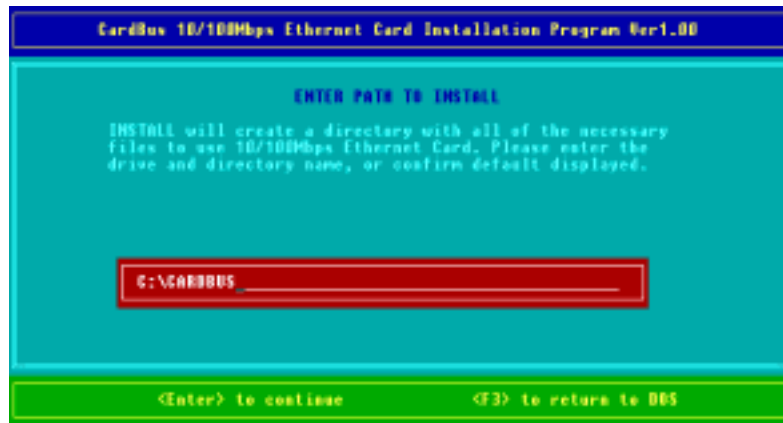 CardBus 10/100Mbps Ethernet Card Installation Program Ver1.00
ENTER PATH TO INSTALL
INSTALL will create a directory with all of the necessary
files to use 10/100Mbps Ethernet Card. Please enter the
drive and directory name, or confirm default displayed.
C:\CARDBUS
<Enter> to continue <F3> to return to DOS